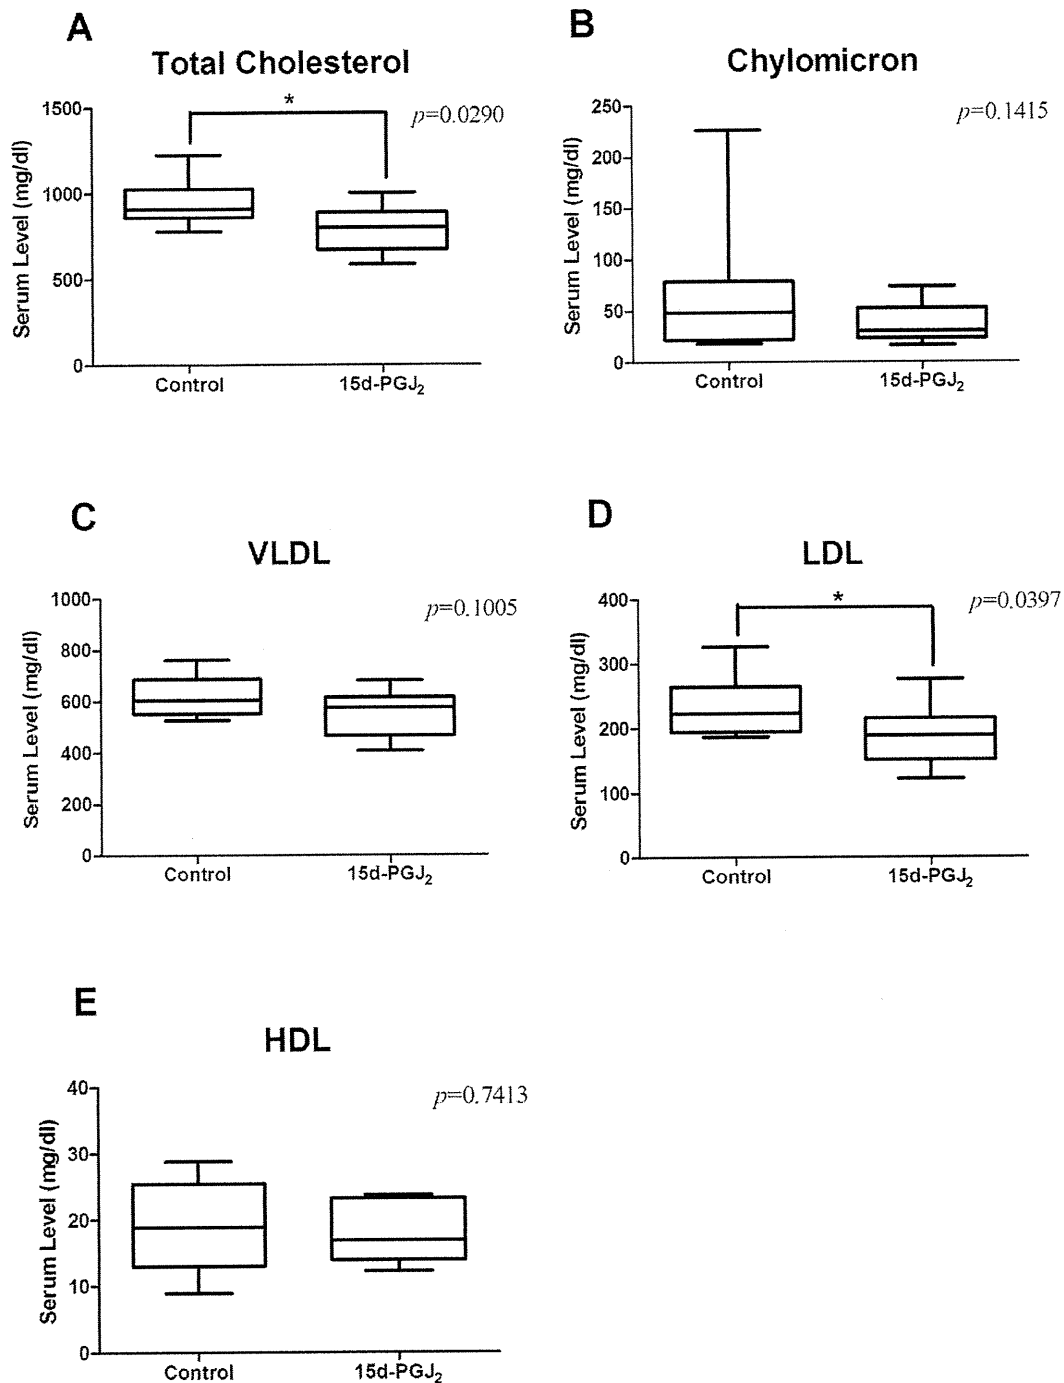 A
Total Cholesterol
*
p=0.0290
Serum Level (mg/dl)
1500
1000
500
0
Control
15d-PGJ2
B
Chylomicron
p=0.1415
Serum Level (mg/dl)
250
200
150
100
50
0
Control
15d-PGJ2
C
VLDL
p=0.1005
Serum Level (mg/dl)
1000
800
600
400
200
0
Control
15d-PGJ2
D
LDL
*
p=0.0397
Serum Level (mg/dl)
400
300
200
100
0
Control
15d-PGJ2
E
HDL
p=0.7413
Serum Level (mg/dl)
40
30
20
10
0
Control
15d-PGJ2